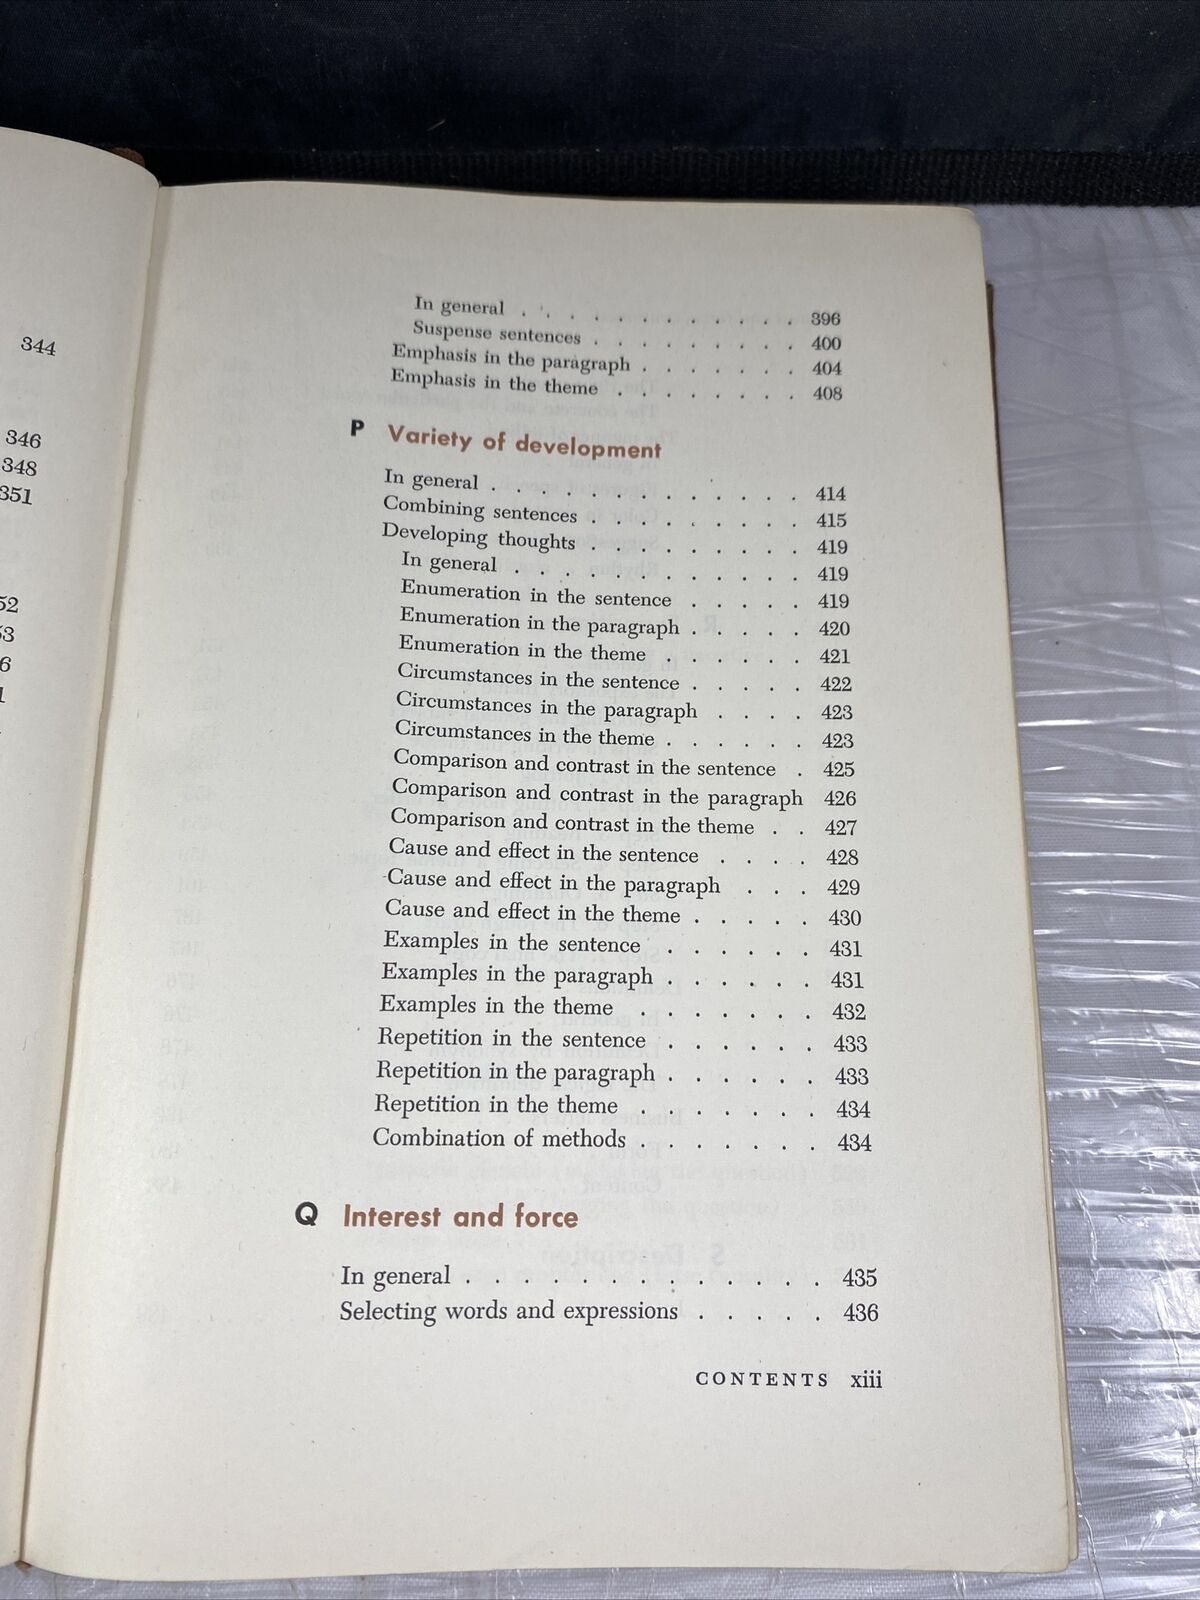 344
346
348
351
52
53
6
1
In general . . . . . . . . . . . . 396
Suspense sentences . . . . . . . . . 400
Emphasis in the paragraph . . . . . . . 404
Emphasis in the theme . . . . . . . . 408
P Variety of development
In general . . . . . . . . . . . . . 414
Combining sentences . . . . . . . . . . 415
Developing thoughts . . . . . . . . . 419
In general . . . . . . . . . . . . 419
Enumeration in the sentence . . . . . 419
Enumeration in the paragraph . . . . . 420
Enumeration in the theme . . . . . . 421
Circumstances in the sentence . . . . . 422
Circumstances in the paragraph . . . . 423
Circumstances in the theme . . . . . . 423
Comparison and contrast in the sentence . 425
Comparison and contrast in the paragraph 426
Comparison and contrast in the theme . . 427
Cause and effect in the sentence . . . . 428
Cause and effect in the paragraph . . . 429
Cause and effect in the theme . . . . . 430
Examples in the sentence . . . . . . 431
Examples in the paragraph . . . . . . 431
Examples in the theme . . . . . . . 432
Repetition in the sentence . . . . . . 433
Repetition in the paragraph . . . . . . 433
Repetition in the theme . . . . . . . 434
Combination of methods . . . . . . . 434
Q Interest and force
In general . . . . . . . . . . . . . 435
Selecting words and expressions . . . . . 436
CONTENTS xiii